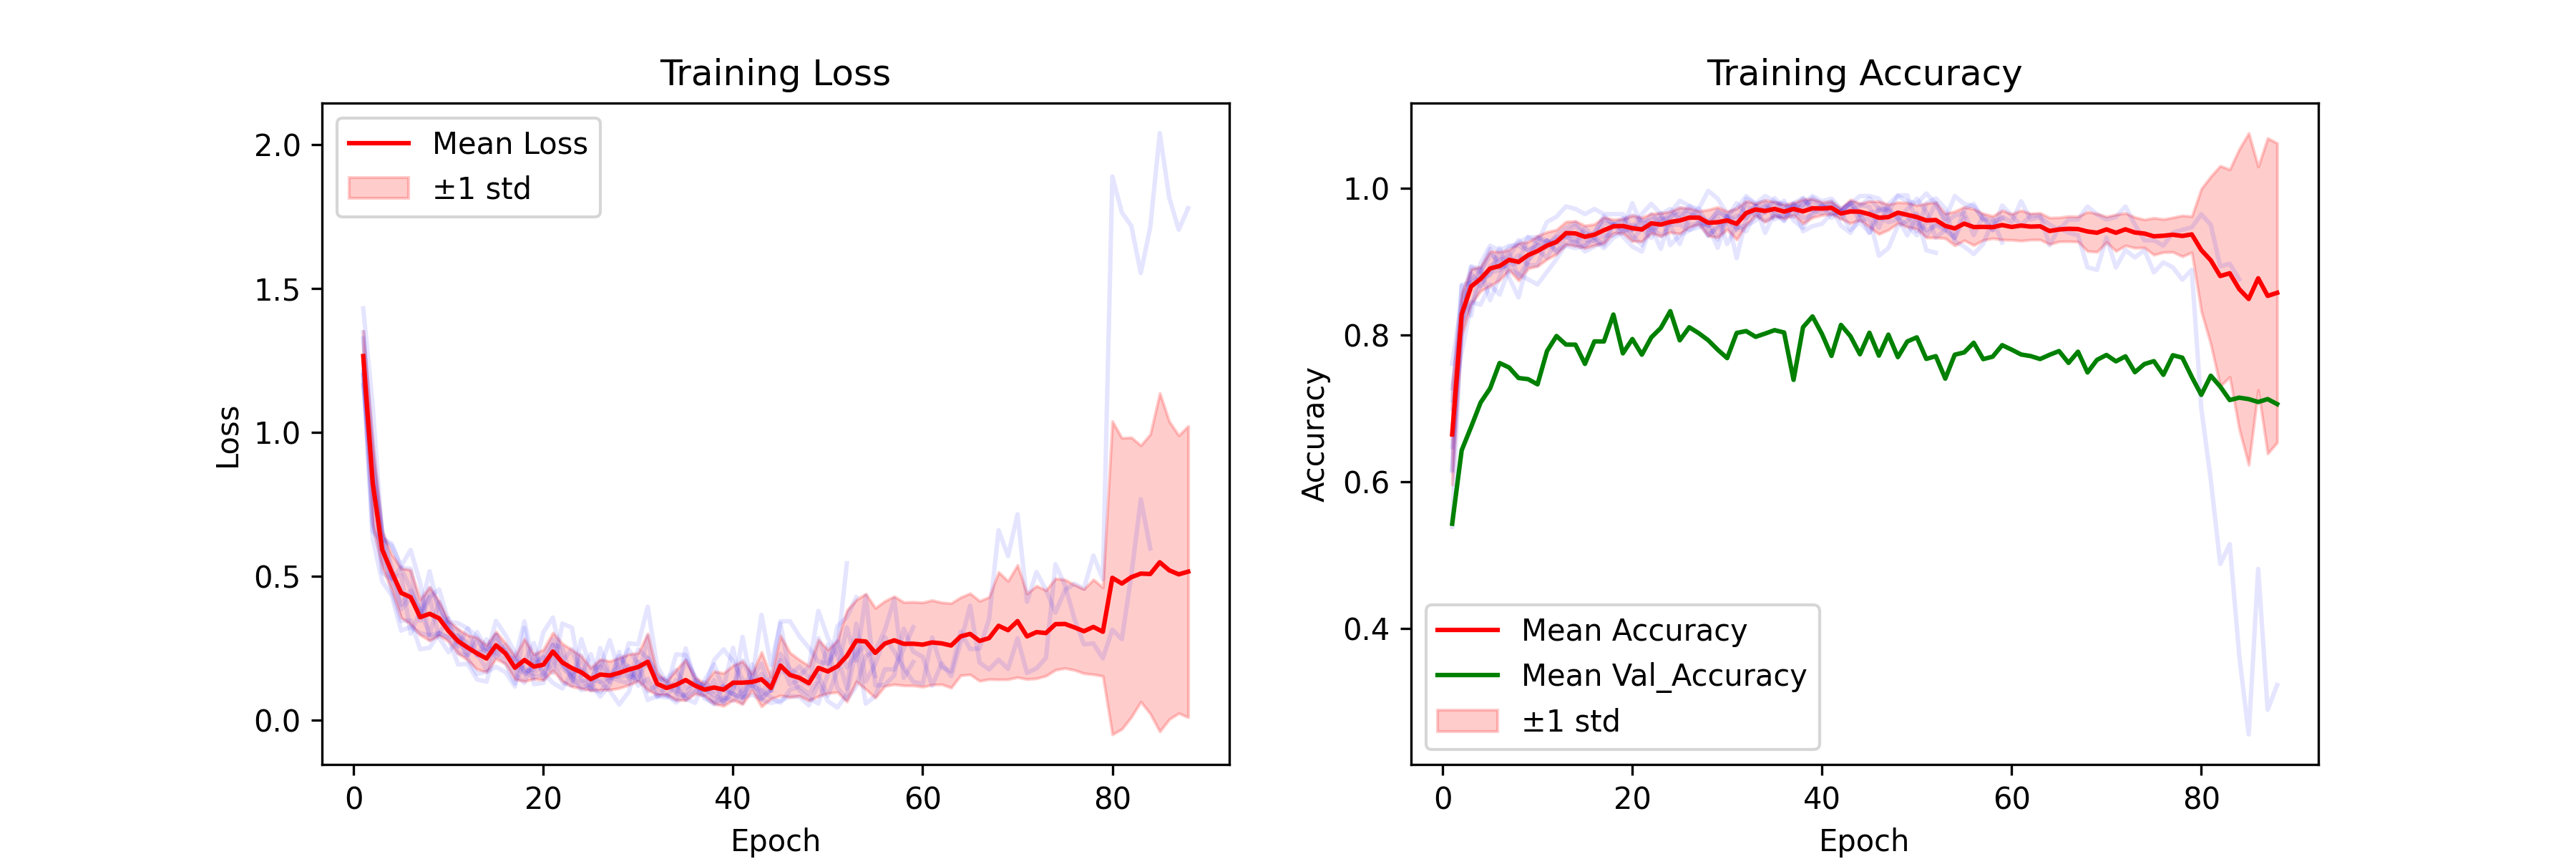 Training Loss
Mean Loss
±1 std
2.0
1.5
1.0
0.5
0.0
Loss
0 20 40 60 80
Epoch
Training Accuracy
1.0
0.8
0.6
0.4
Accuracy
Mean Accuracy
Mean Val_Accuracy
±1 std
0 20 40 60 80
Epoch